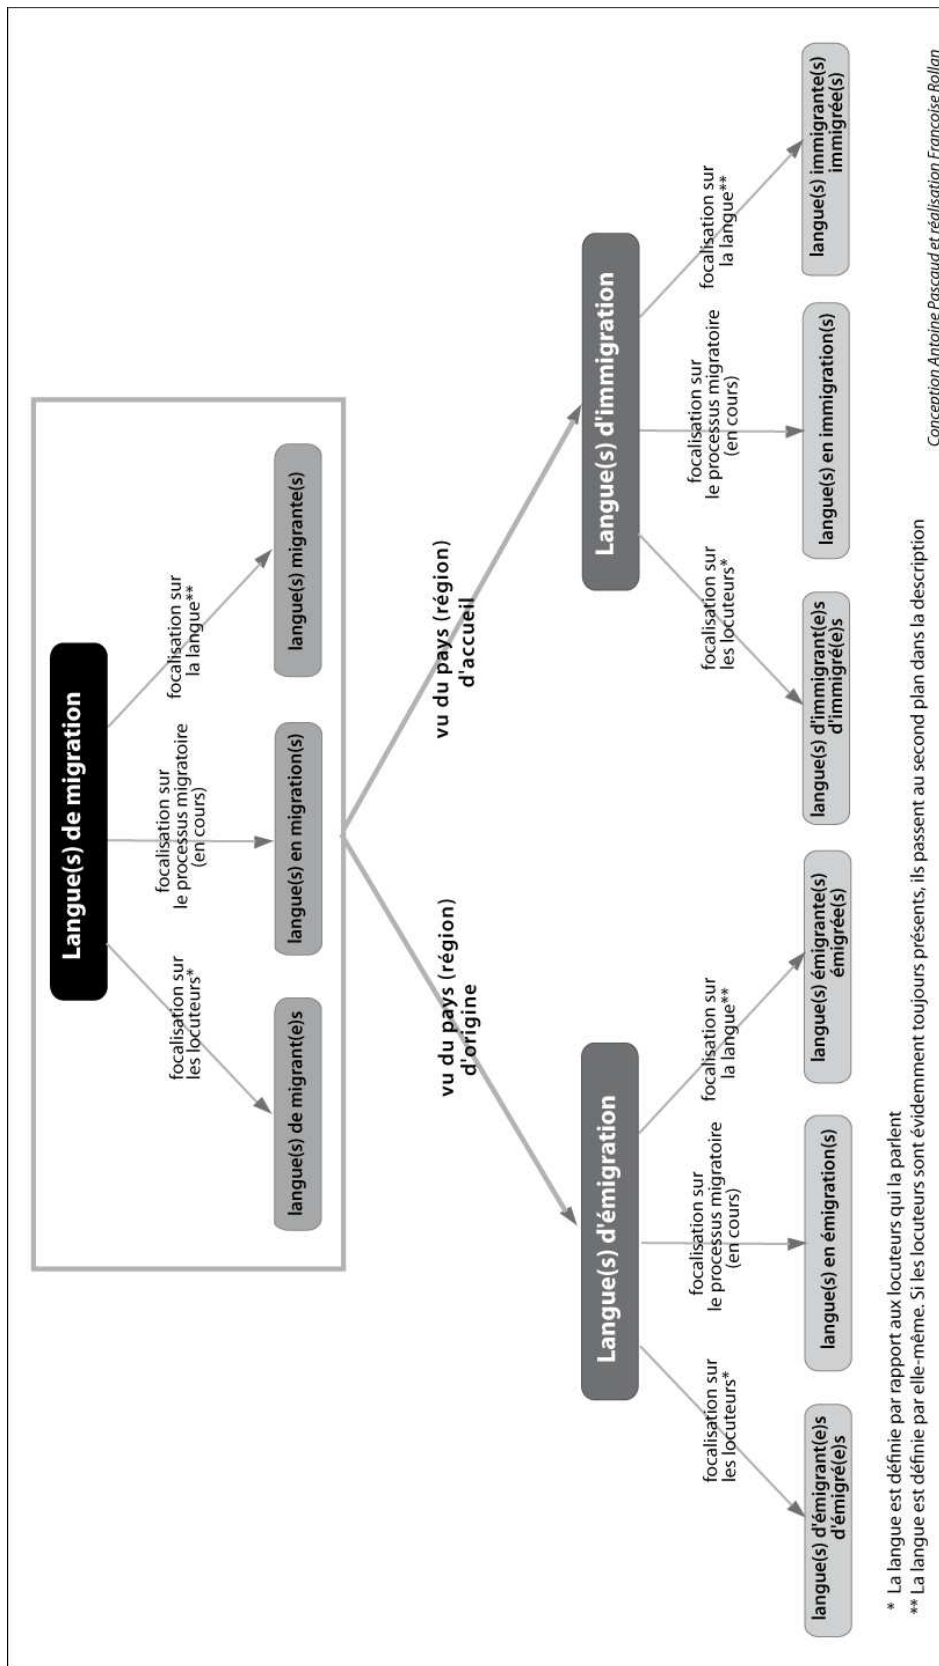 Langue(s) de migration
focalisation sur
les locuteurs*
focalisation sur
le processus migratoire
(en cours)
focalisation sur
la langue**
langue(s) de migrant(e)s
langue(s) en migration(s)
langue(s) migrante(s)
vu du pays (région)
d'origine
vu du pays (région)
d'accueil
Langue(s) d'émigration
focalisation sur
les locuteurs*
focalisation sur
le processus migratoire
(en cours)
focalisation sur
la langue**
langue(s) d'émigrant(e)s
d'émigré(e)s
langue(s) en émigration(s)
langue(s) émigrante(s)
émigrée(s)
Langue(s) d'immigration
focalisation sur
les locuteurs*
focalisation sur
le processus migratoire
(en cours)
focalisation sur
la langue**
langue(s) d'immigrant(e)s
d'immigré(e)s
langue(s) en immigration(s)
langue(s) immigrante(s)
immigrée(s)
* La langue est définie par rapport aux locuteurs qui la parlent
** La langue est définie par elle-même. Si les locuteurs sont évidemment toujours présents, ils passent au second plan dans la description
Conception Antoine Pascaud et réalisation Françoise Rollan